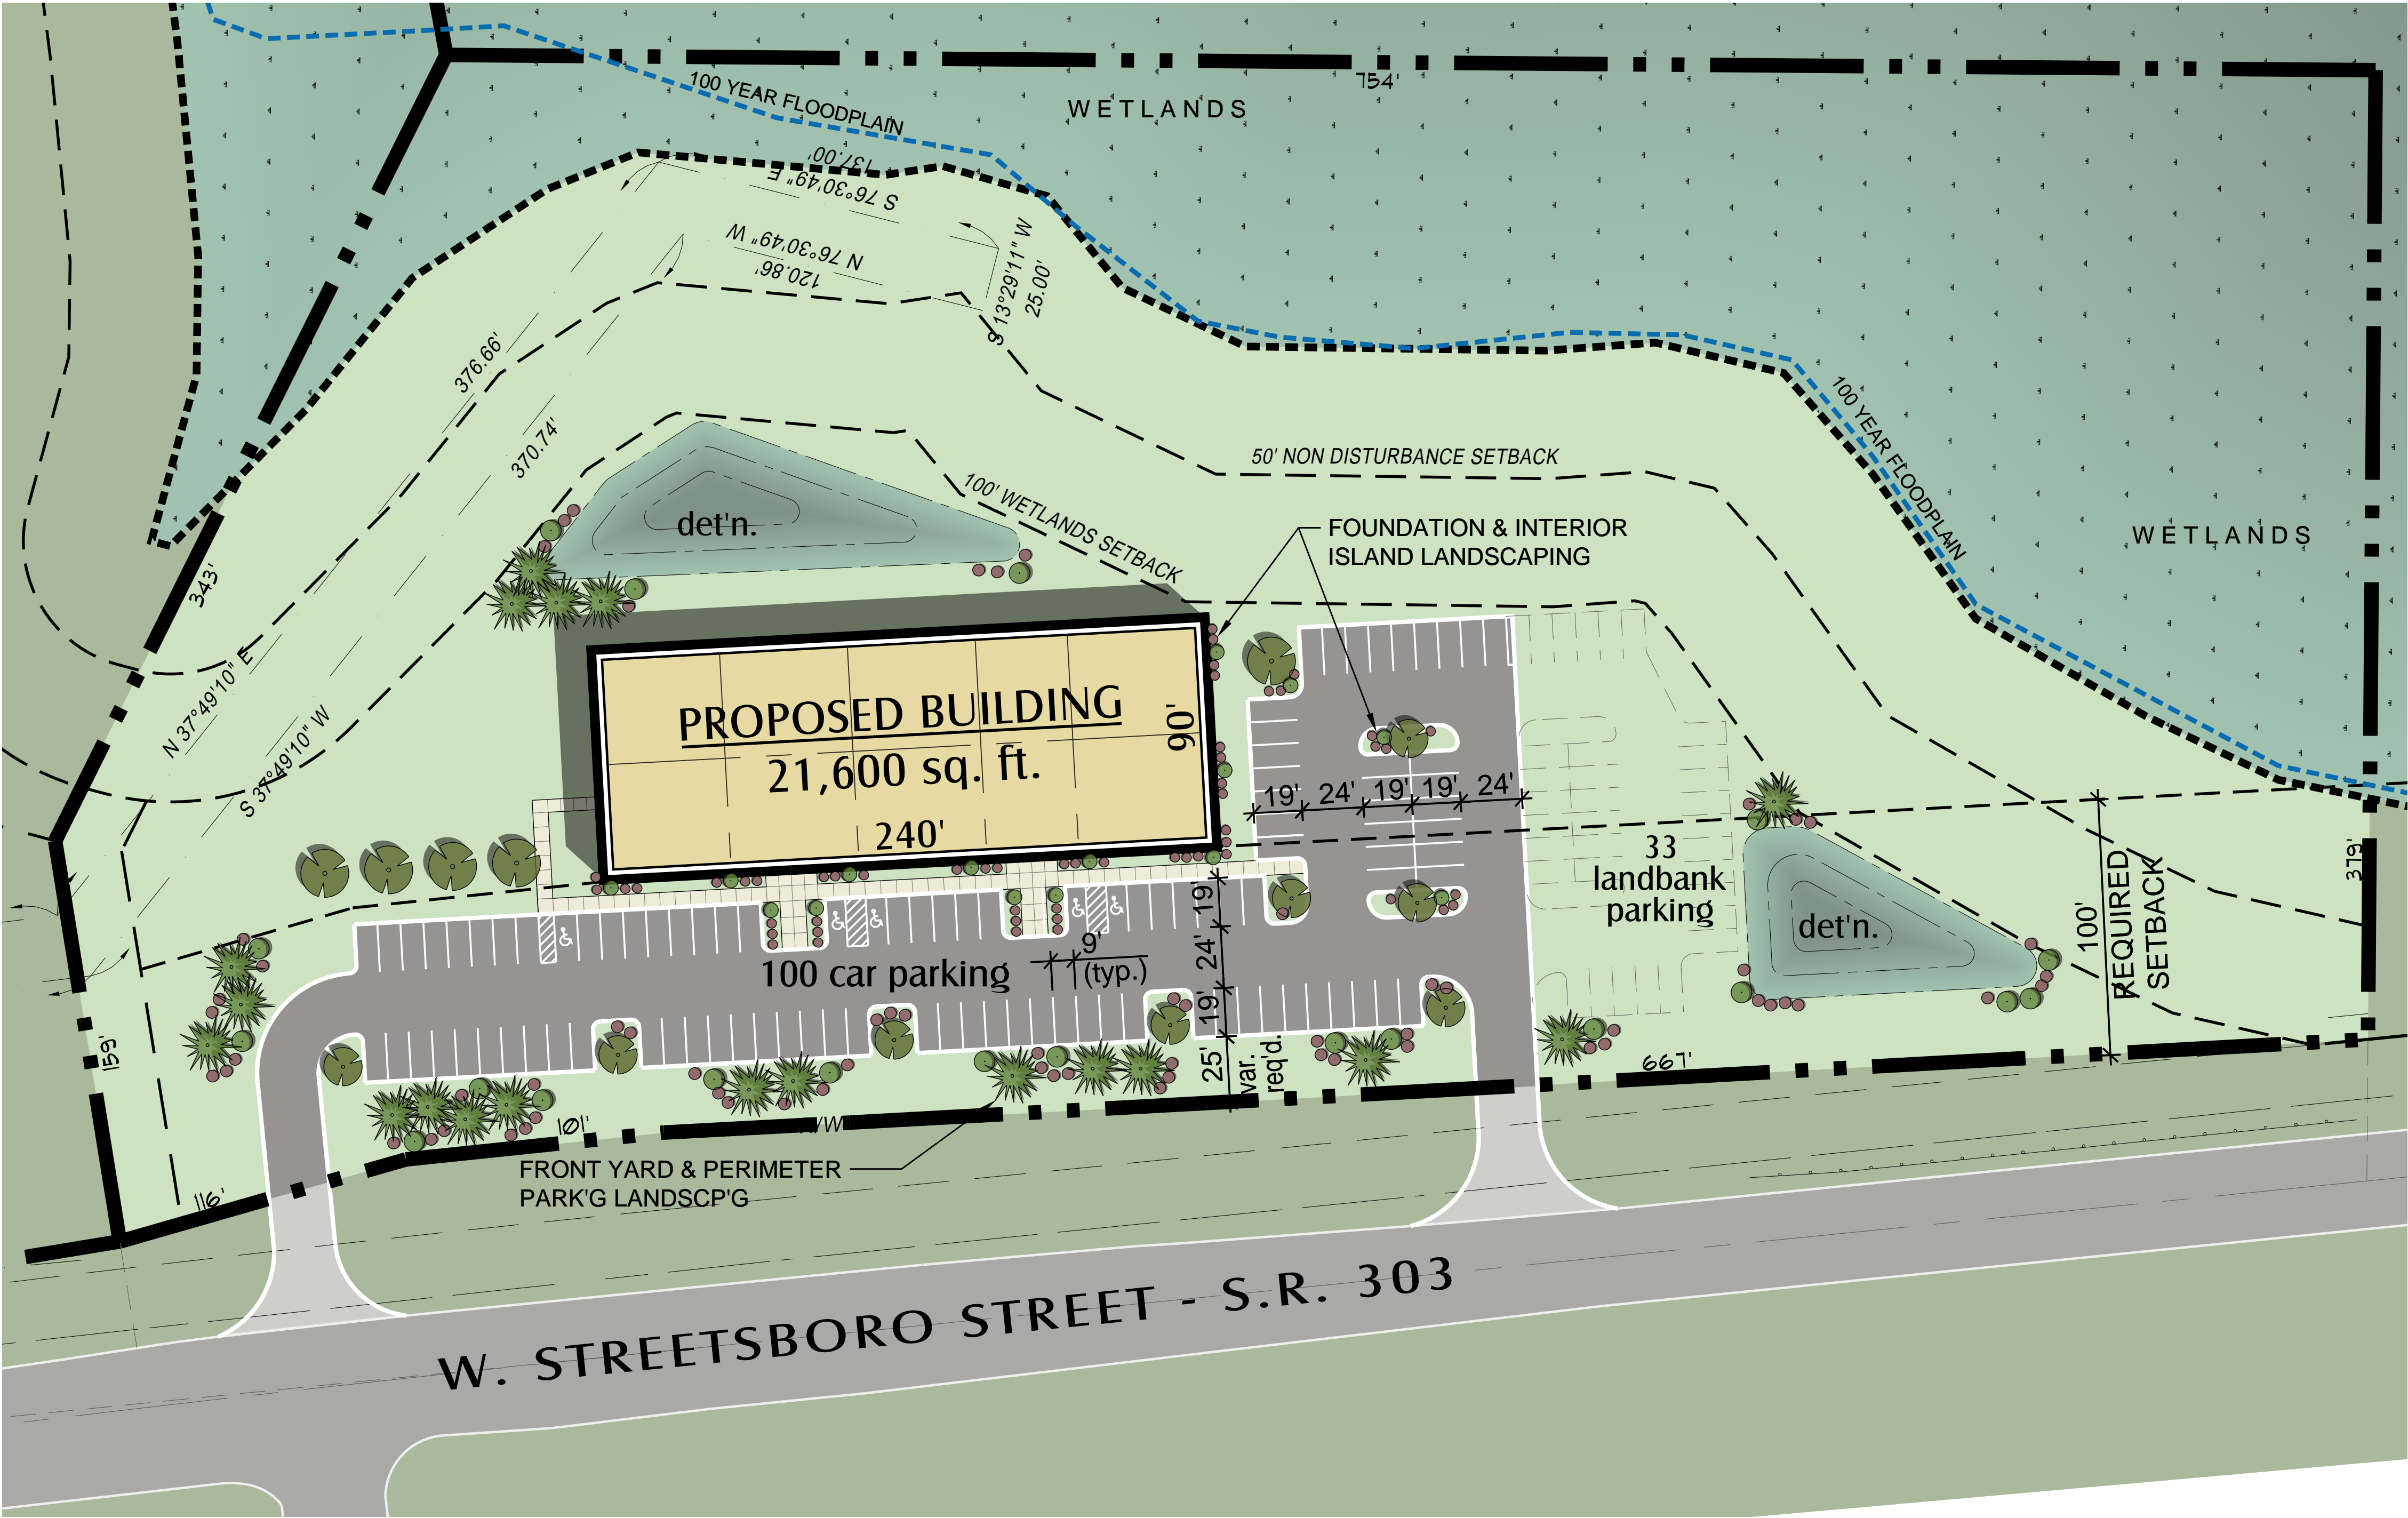 754'
100 YEAR FLOODPLAIN
WETLANDS
137.00'
S 76°30'49" E
N 76°30'49" W
120.86'
S 13°29'11" W
25.00'
376.66'
370.74'
100 YEAR FLOODPLAIN
50' NON DISTURBANCE SETBACK
100' WETLANDS SETBACK
det'n.
FOUNDATION & INTERIOR
ISLAND LANDSCAPING
WETLANDS
343'
N 37°49'10" E
S 37°49'10" W
PROPOSED BUILDING
21,600 sq. ft.
90'
240'
19'
24'
19'
19'
24'
33
landbank
parking
det'n.
100'
REQUIRED
SETBACK
379'
19'
24'
19'
25'
var.
req'd.
100 car parking
9'
(typ.)
159'
667'
101'
116'
FRONT YARD & PERIMETER
PARK'G LANDSCP'G
W. STREETSBORO STREET - S.R. 303